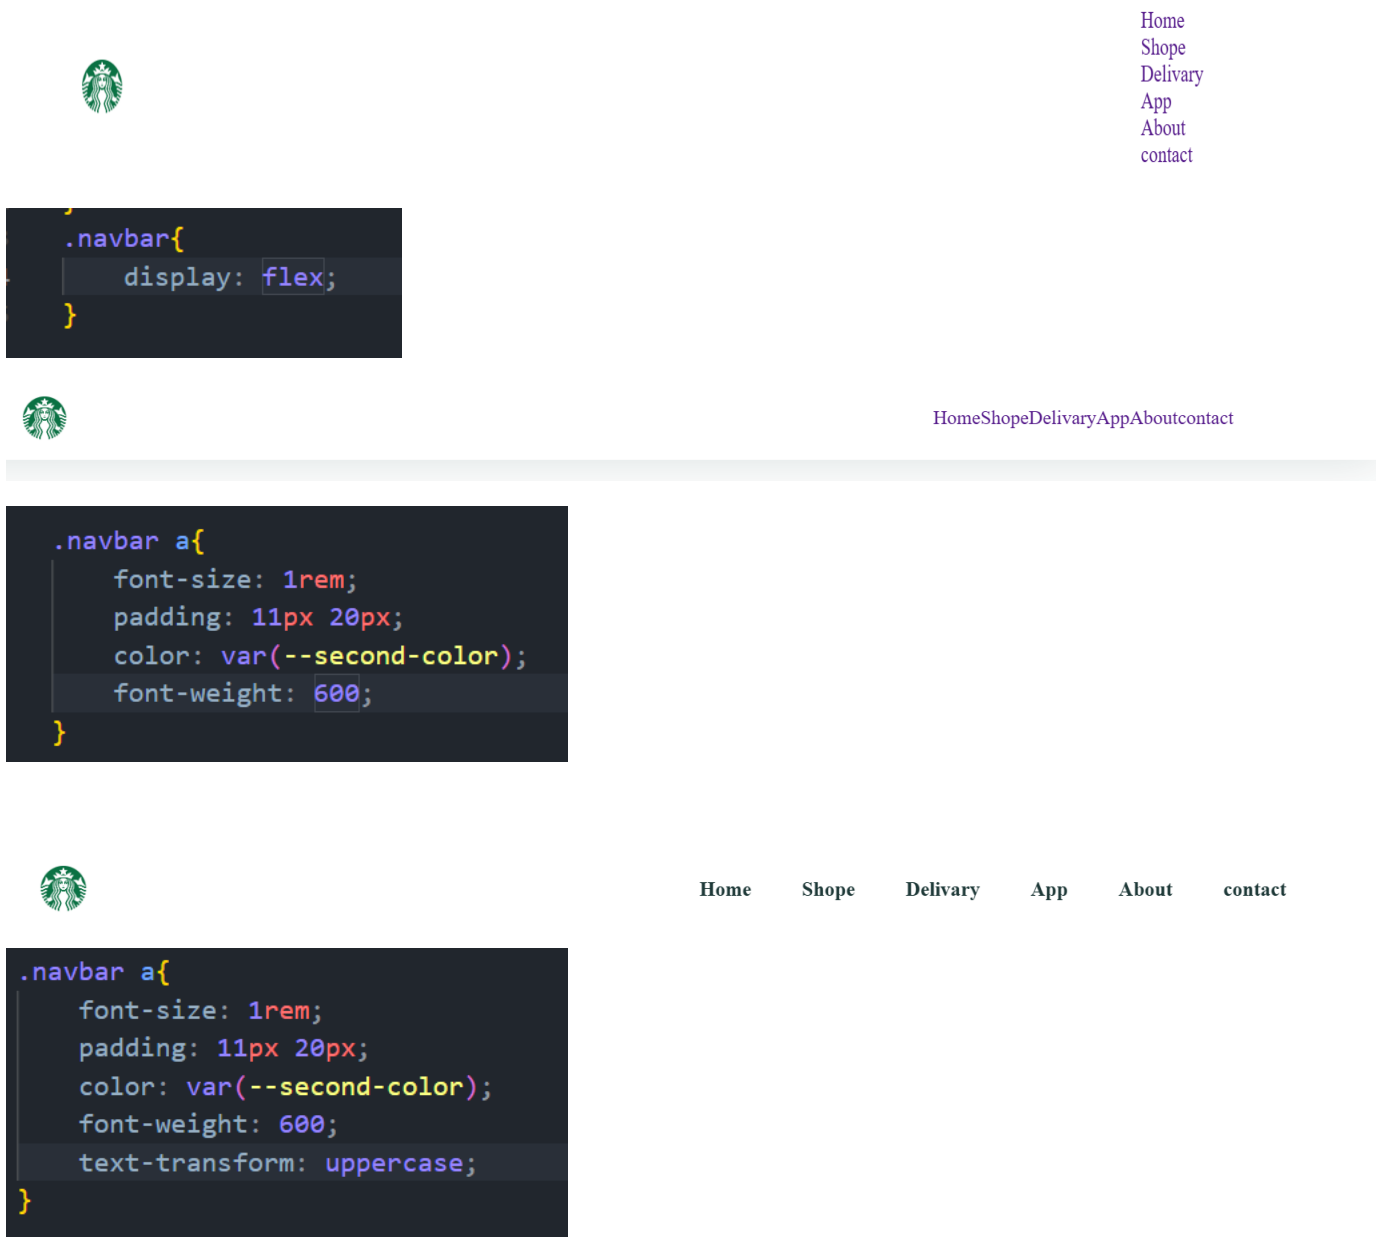 Home
Shope
Delivary
App
About
contact
.navbar{
display: flex;
}
HomeShopeDelivaryAppAboutcontact
.navbar a{
font-size: 1rem;
padding: 11px 20px;
color: var(--second-color);
font-weight: 600;
}
Home Shope Delivary App About contact
.navbar a{
font-size: 1rem;
padding: 11px 20px;
color: var(--second-color);
font-weight: 600;
text-transform: uppercase;
}